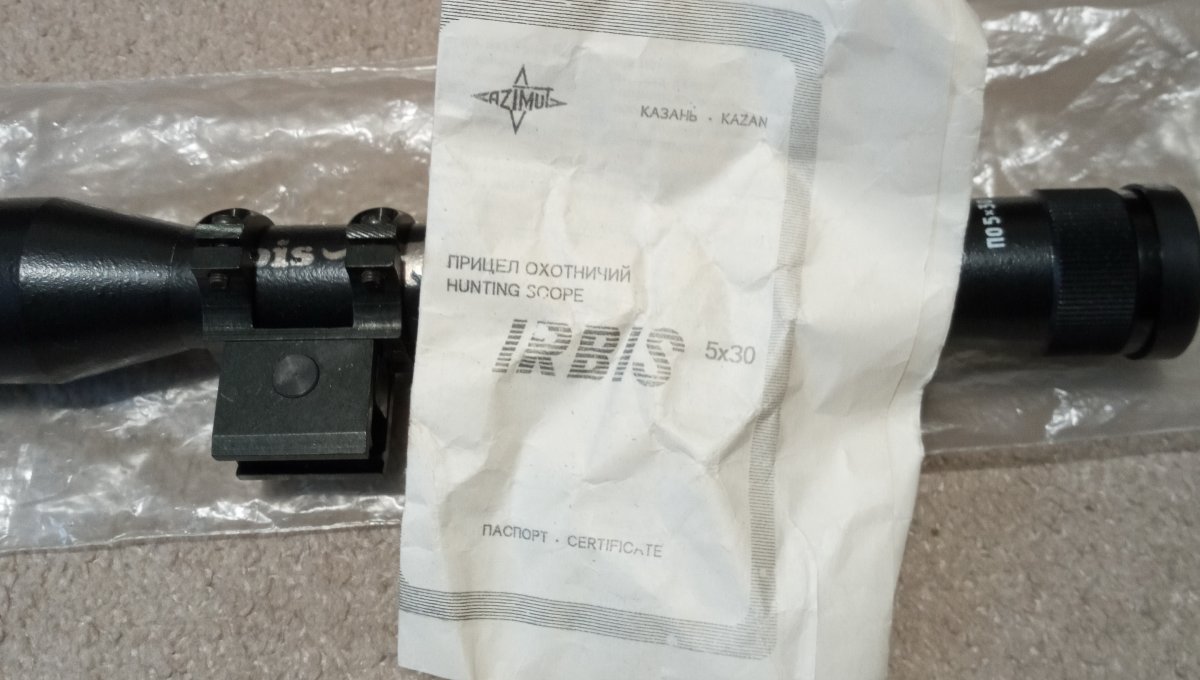 AZIMUT
КАЗАНЬ · KAZAN
ПРИЦЕЛ ОХОТНИЧИЙ
HUNTING SCOPE
IRBIS 5x30
ПАСПОРТ · CERTIFICATE